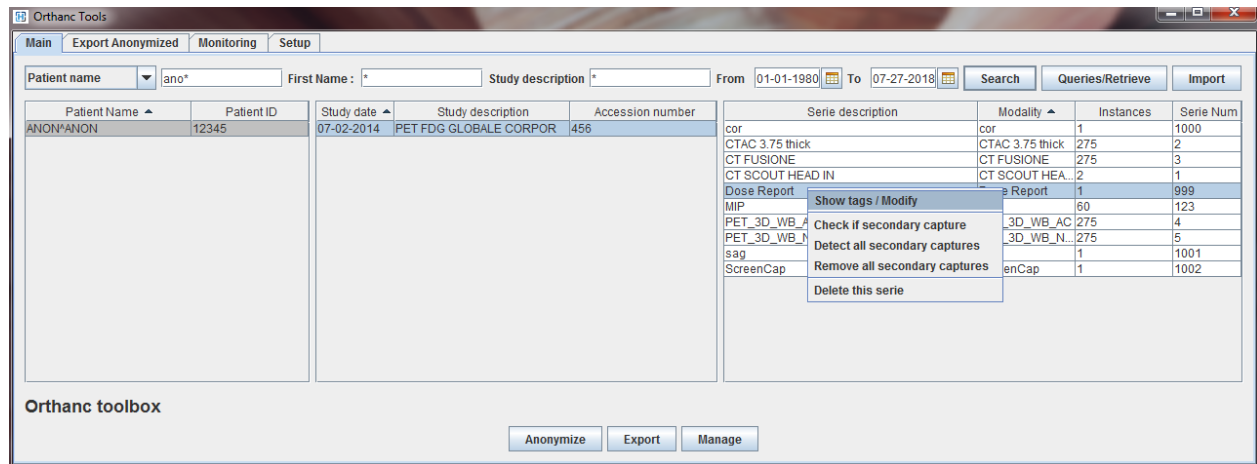 Orthanc Tools
Main Export Anonymized Monitoring Setup
Patient name ano* First Name : * Study description * From 01-01-1980 To 07-27-2018 Search Queries/Retrieve Import
Patient Name Patient ID Study date Study description Accession number Serie description Modality Instances Serie Num
ANON^ANON 12345 07-02-2014 PET FDG GLOBALE CORPOR 456 cor cor 1 1000
CTAC 3.75 thick CTAC 3.75 thick 275 2
CT FUSIONE CT FUSIONE 275 3
CT SCOUT HEAD IN CT SCOUT HEA... 2 1
Dose Report Report 1 999
Show tags / Modify
MIP 60 123
PET_3D_WB_A Check if secondary capture _3D_WB_AC 275 4
PET_3D_WB_N Detect all secondary captures _3D_WB_N... 275 5
sag 1 1001
ScreenCap Remove all secondary captures enCap 1 1002
Delete this serie
Orthanc toolbox
Anonymize Export Manage